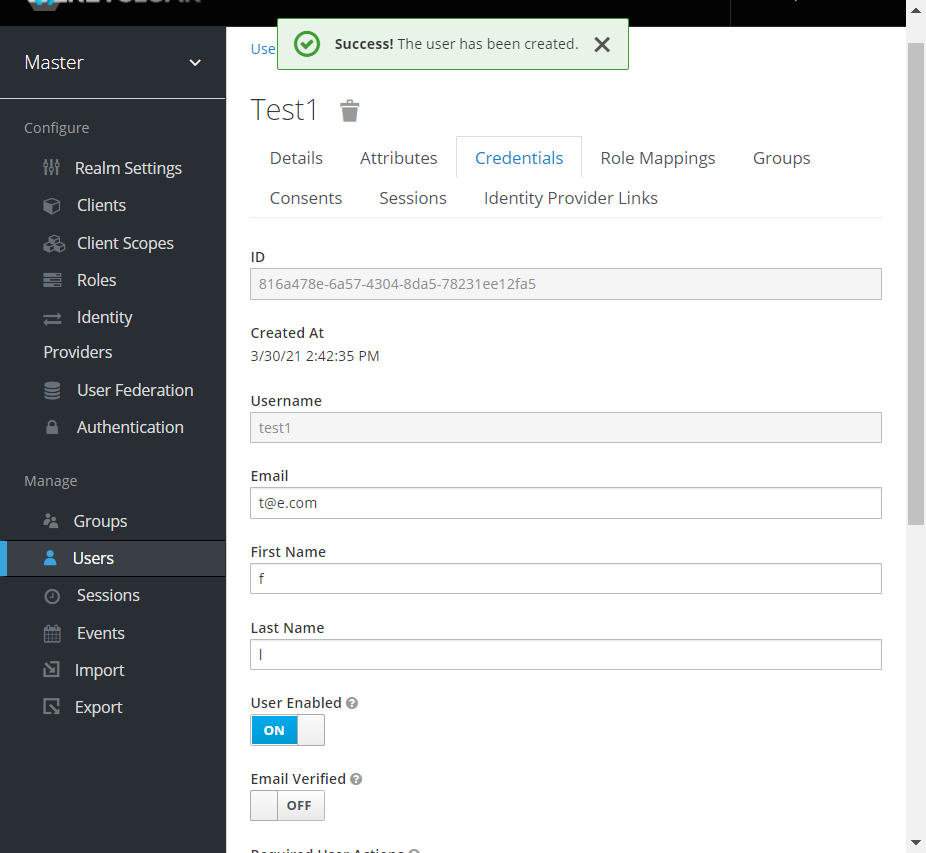 Master
Use
Success! The user has been created.
Test1
Configure
Realm Settings
Clients
Client Scopes
Roles
Identity
Providers
User Federation
Authentication
Manage
Groups
Users
Sessions
Events
Import
Export
Details Attributes Credentials Role Mappings Groups
Consents Sessions Identity Provider Links
ID
816a478e-6a57-4304-8da5-78231ee12fa5
Created At
3/30/21 2:42:35 PM
Username
test1
Email
t@e.com
First Name
f
Last Name
l
User Enabled
ON
Email Verified
OFF
Required User Actions